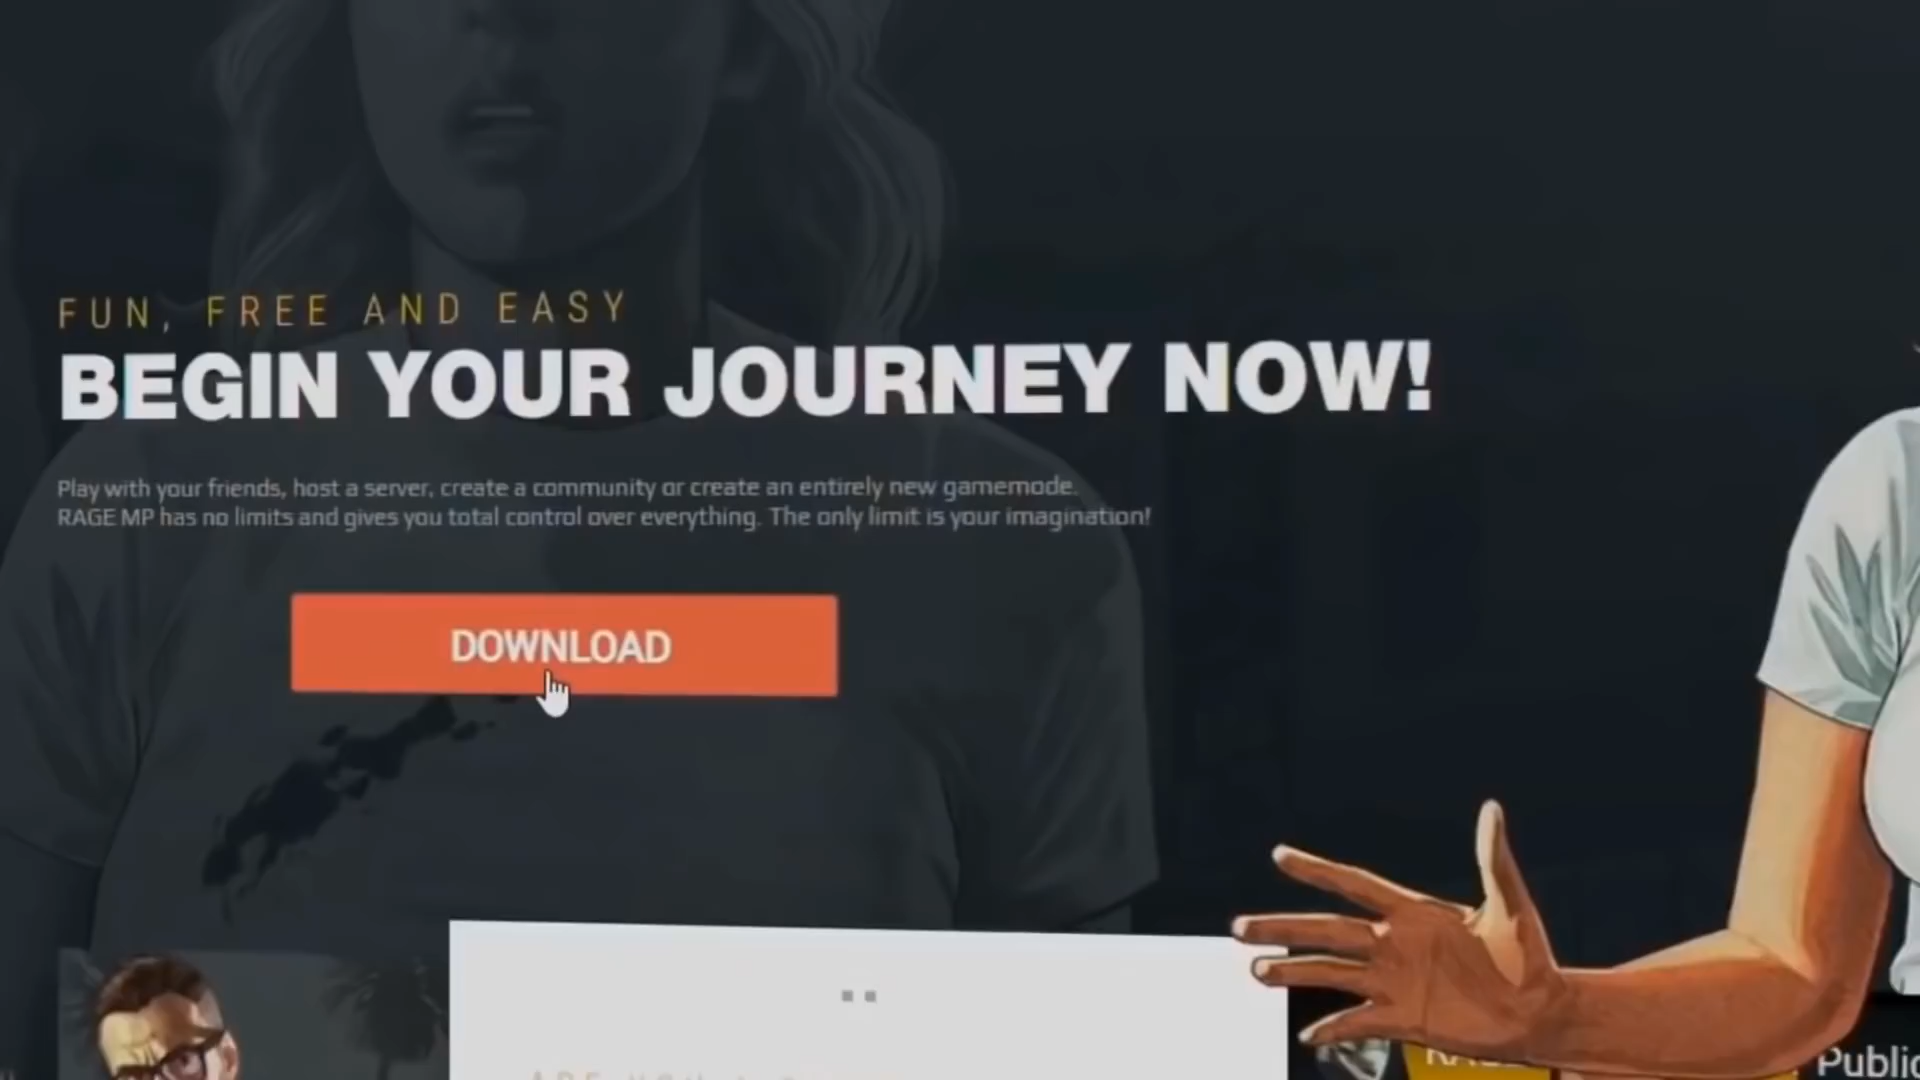 FUN, FREE AND EASY
BEGIN YOUR JOURNEY NOW!
Play with your friends, host a server, create a community or create an entirely new gamemode.
RAGE MP has no limits and gives you total control over everything. The only limit is your imagination!
DOWNLOAD